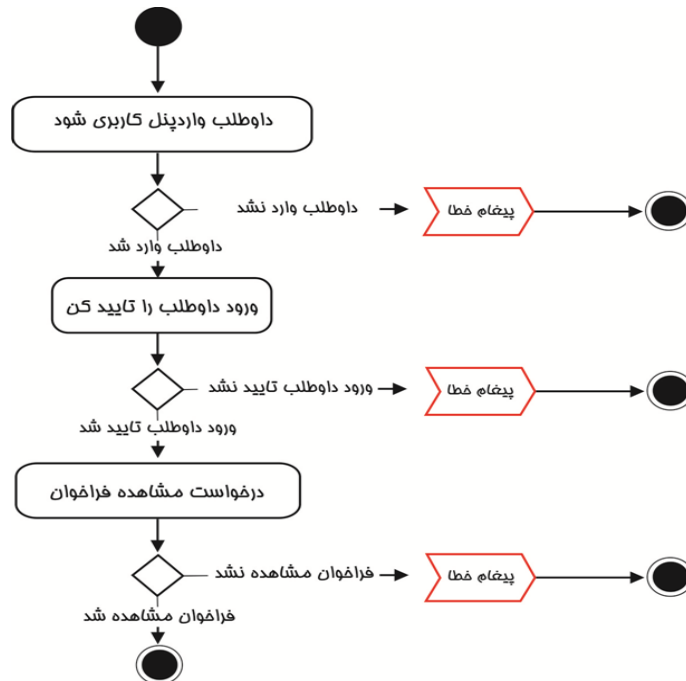 داوطلب واردپنل کاربری شود
داوطلب وارد نشد
پیغام خطا
داوطلب وارد شد
ورود داوطلب را تایید کن
ورود داوطلب تایید نشد
پیغام خطا
ورود داوطلب تایید شد
درخواست مشاهده فراخوان
فراخوان مشاهده نشد
پیغام خطا
فراخوان مشاهده شد